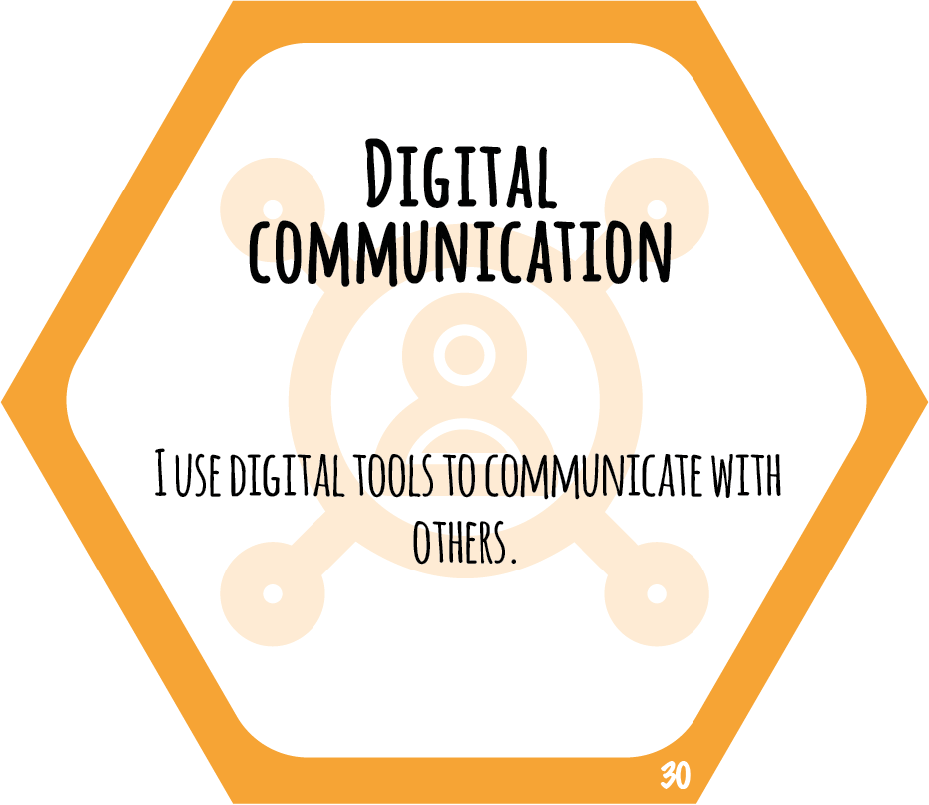 Digital
communication
I use digital tools to communicate with
others.
30